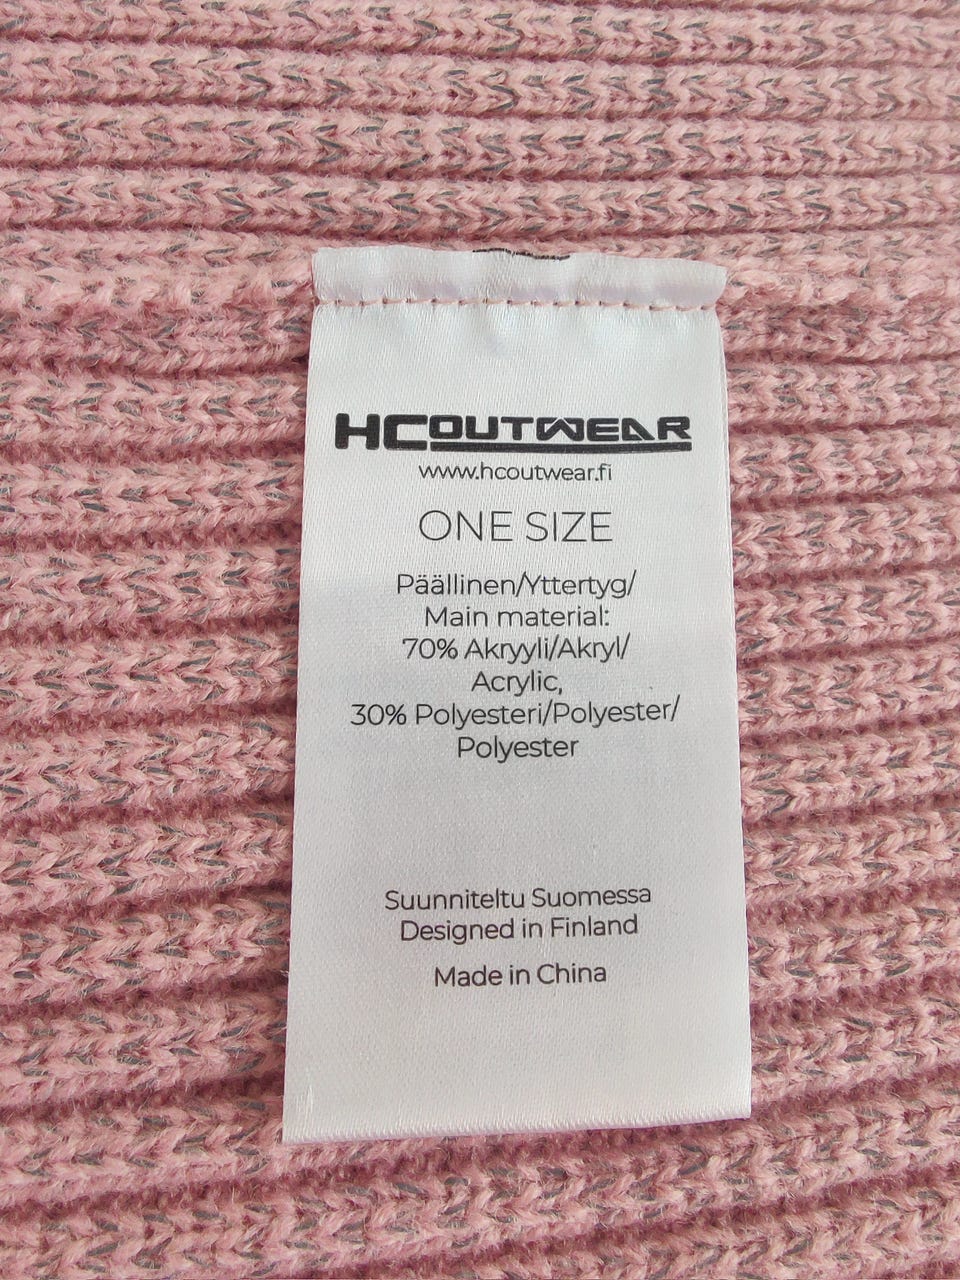 HCOUTWEAR
www.hcoutwear.fi
ONE SIZE
Päällinen/Yttertyg/
Main material:
70% Akryyli/Akryl/
Acrylic,
30% Polyesteri/Polyester/
Polyester
Suunniteltu Suomessa
Designed in Finland
Made in China